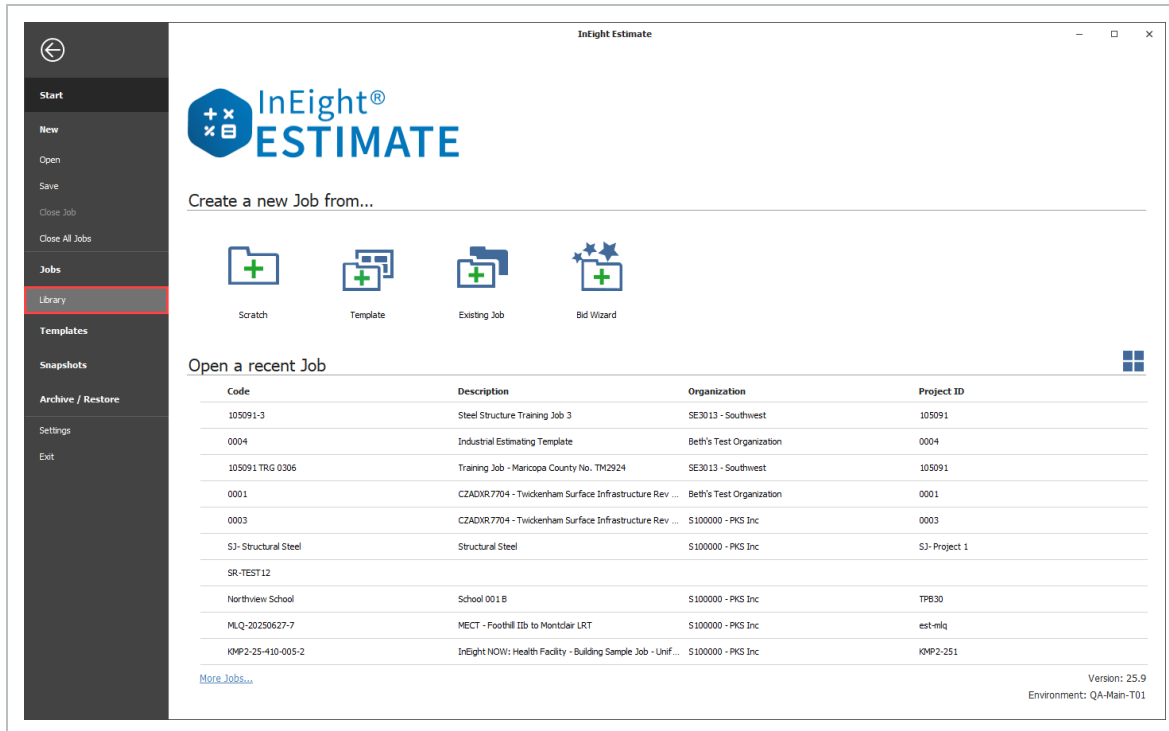 InEight Estimate
Start
New
Open
Save
Close Job
Close All Jobs
Jobs
Library
Templates
Snapshots
Archive / Restore
Settings
Exit
InEight®
ESTIMATE
Create a new Job from...
Scratch Template Existing Job Bid Wizard
Open a recent Job
Code Description Organization Project ID
105091-3 Steel Structure Training Job 3 SE3013 - Southwest 105091
0004 Industrial Estimating Template Beth's Test Organization 0004
105091 TRG 0306 Training Job - Maricopa County No. TM2924 SE3013 - Southwest 105091
0001 CZADXR7704 - Twickenham Surface Infrastructure Rev ... Beth's Test Organization 0001
0003 CZADXR7704 - Twickenham Surface Infrastructure Rev ... S100000 - PKS Inc 0003
SJ- Structural Steel Structural Steel S100000 - PKS Inc SJ- Project 1
SR-TEST12
Northview School School 001 B S100000 - PKS Inc TPB30
MLQ-20250627-7 MECT - Foothill IIb to Montclair LRT S100000 - PKS Inc est-mlq
KMP2-25-410-005-2 InEight NOW: Health Facility - Building Sample Job - Unif... S100000 - PKS Inc KMP2-251
More Jobs...
Version: 25.9
Environment: QA-Main-T01